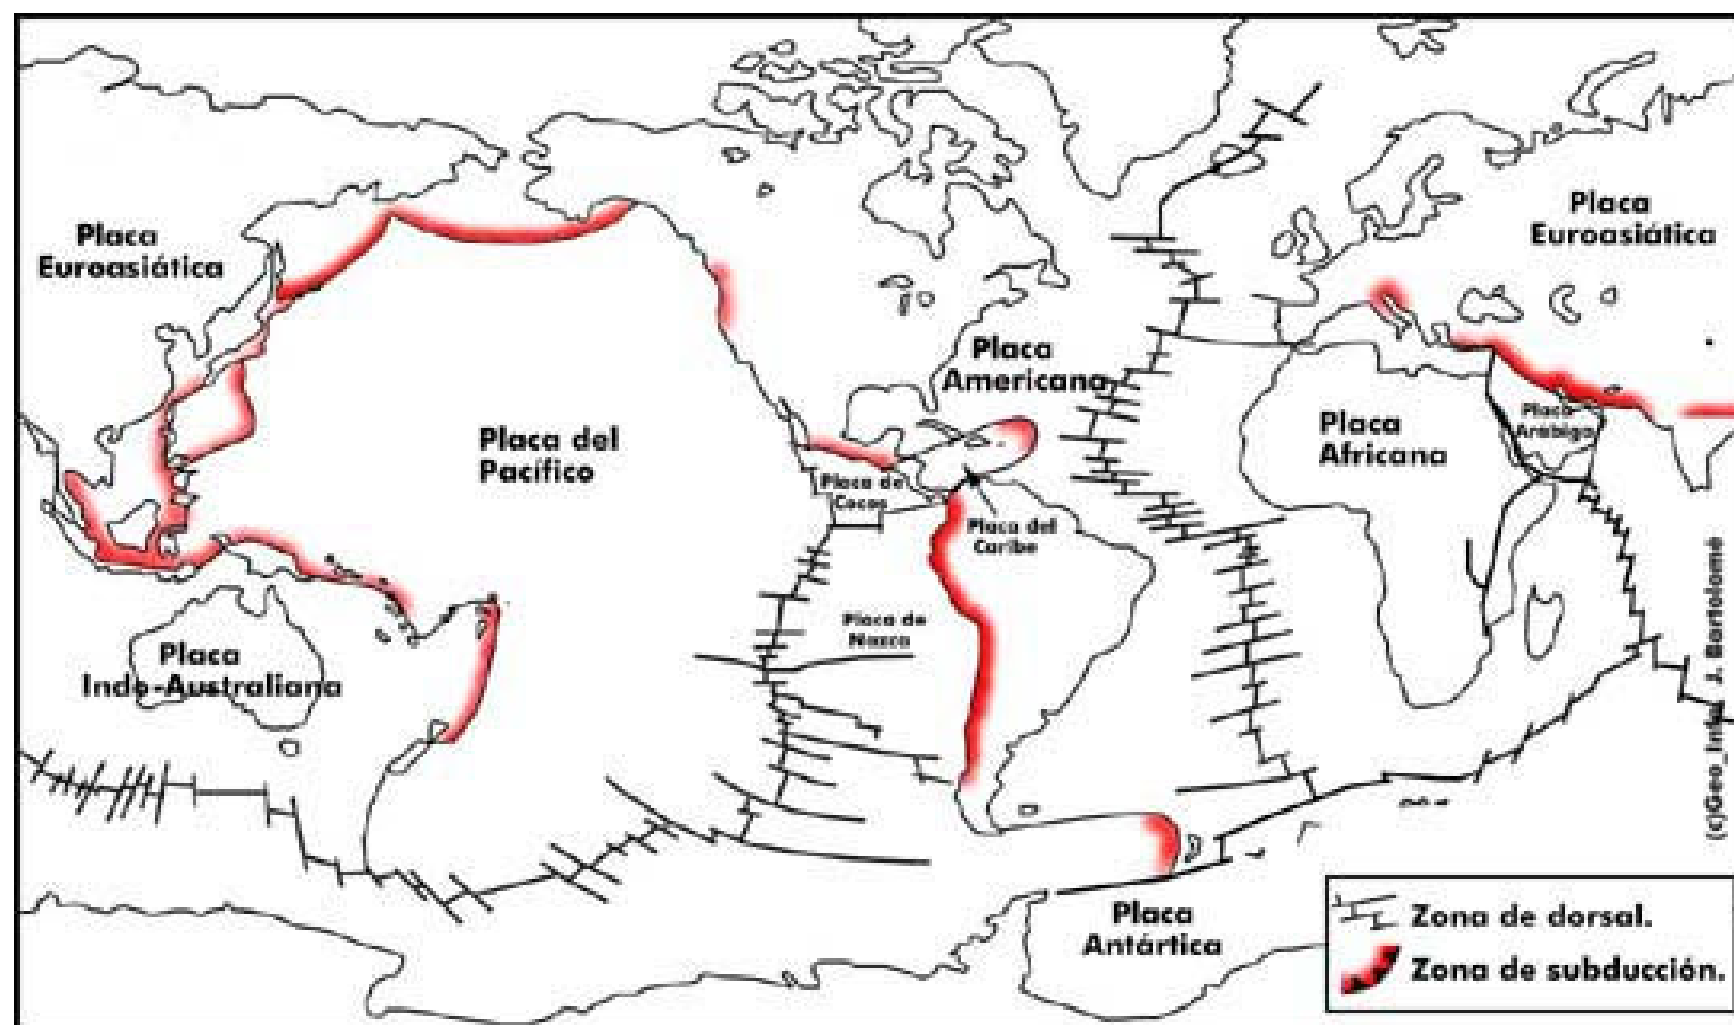 Placa
Euroasiática
Placa
Euroasiática
Placa
Americana
Placa del
Pacífico
Placa
Africana
Placa
Arábiga
Placa de
Cocos
Placa del
Caribe
Placa de
Nazca
Placa
Indo-Australiana
Placa
Antártica
Zona de dorsal.
Zona de subducción.
(c)Geo_Info. J. Bartolomé